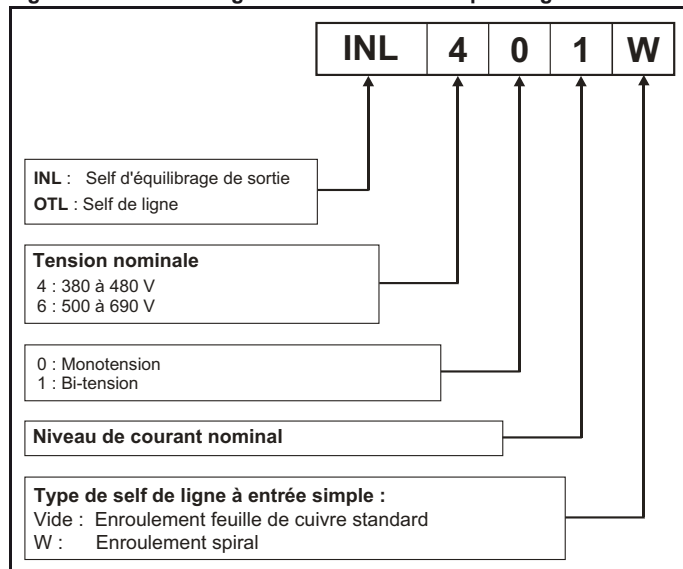 INL 4 0 1 W
INL : Self d'équilibrage de sortie
OTL : Self de ligne
Tension nominale
4 : 380 à 480 V
6 : 500 à 690 V
0 : Monotension
1 : Bi-tension
Niveau de courant nominal
Type de self de ligne à entrée simple :
Vide : Enroulement feuille de cuivre standard
W : Enroulement spiral